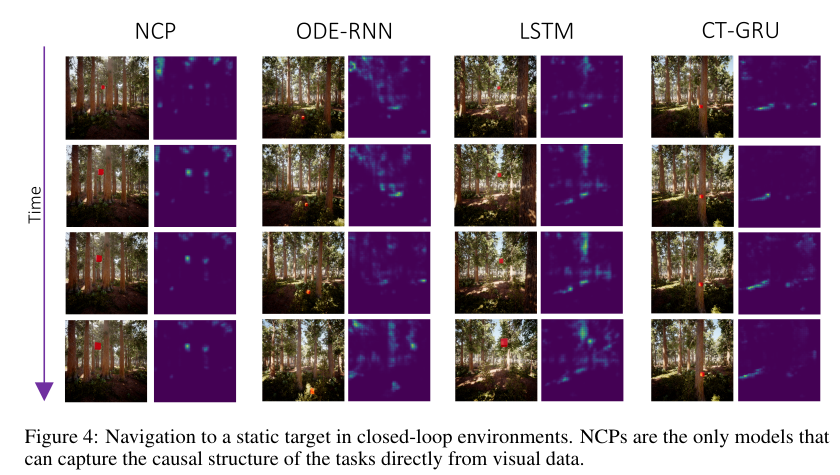 NCP ODE-RNN LSTM CT-GRU
Time
Figure 4: Navigation to a static target in closed-loop environments. NCPs are the only models that
can capture the causal structure of the tasks directly from visual data.